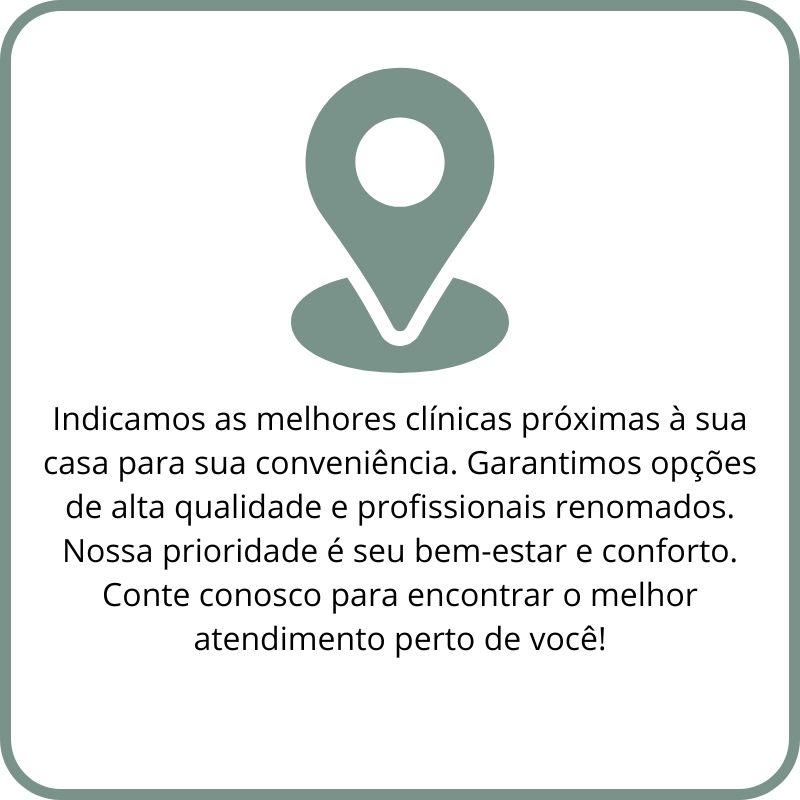 Indicamos as melhores clínicas próximas à sua
casa para sua conveniência. Garantimos opções
de alta qualidade e profissionais renomados.
Nossa prioridade é seu bem-estar e conforto.
Conte conosco para encontrar o melhor
atendimento perto de você!